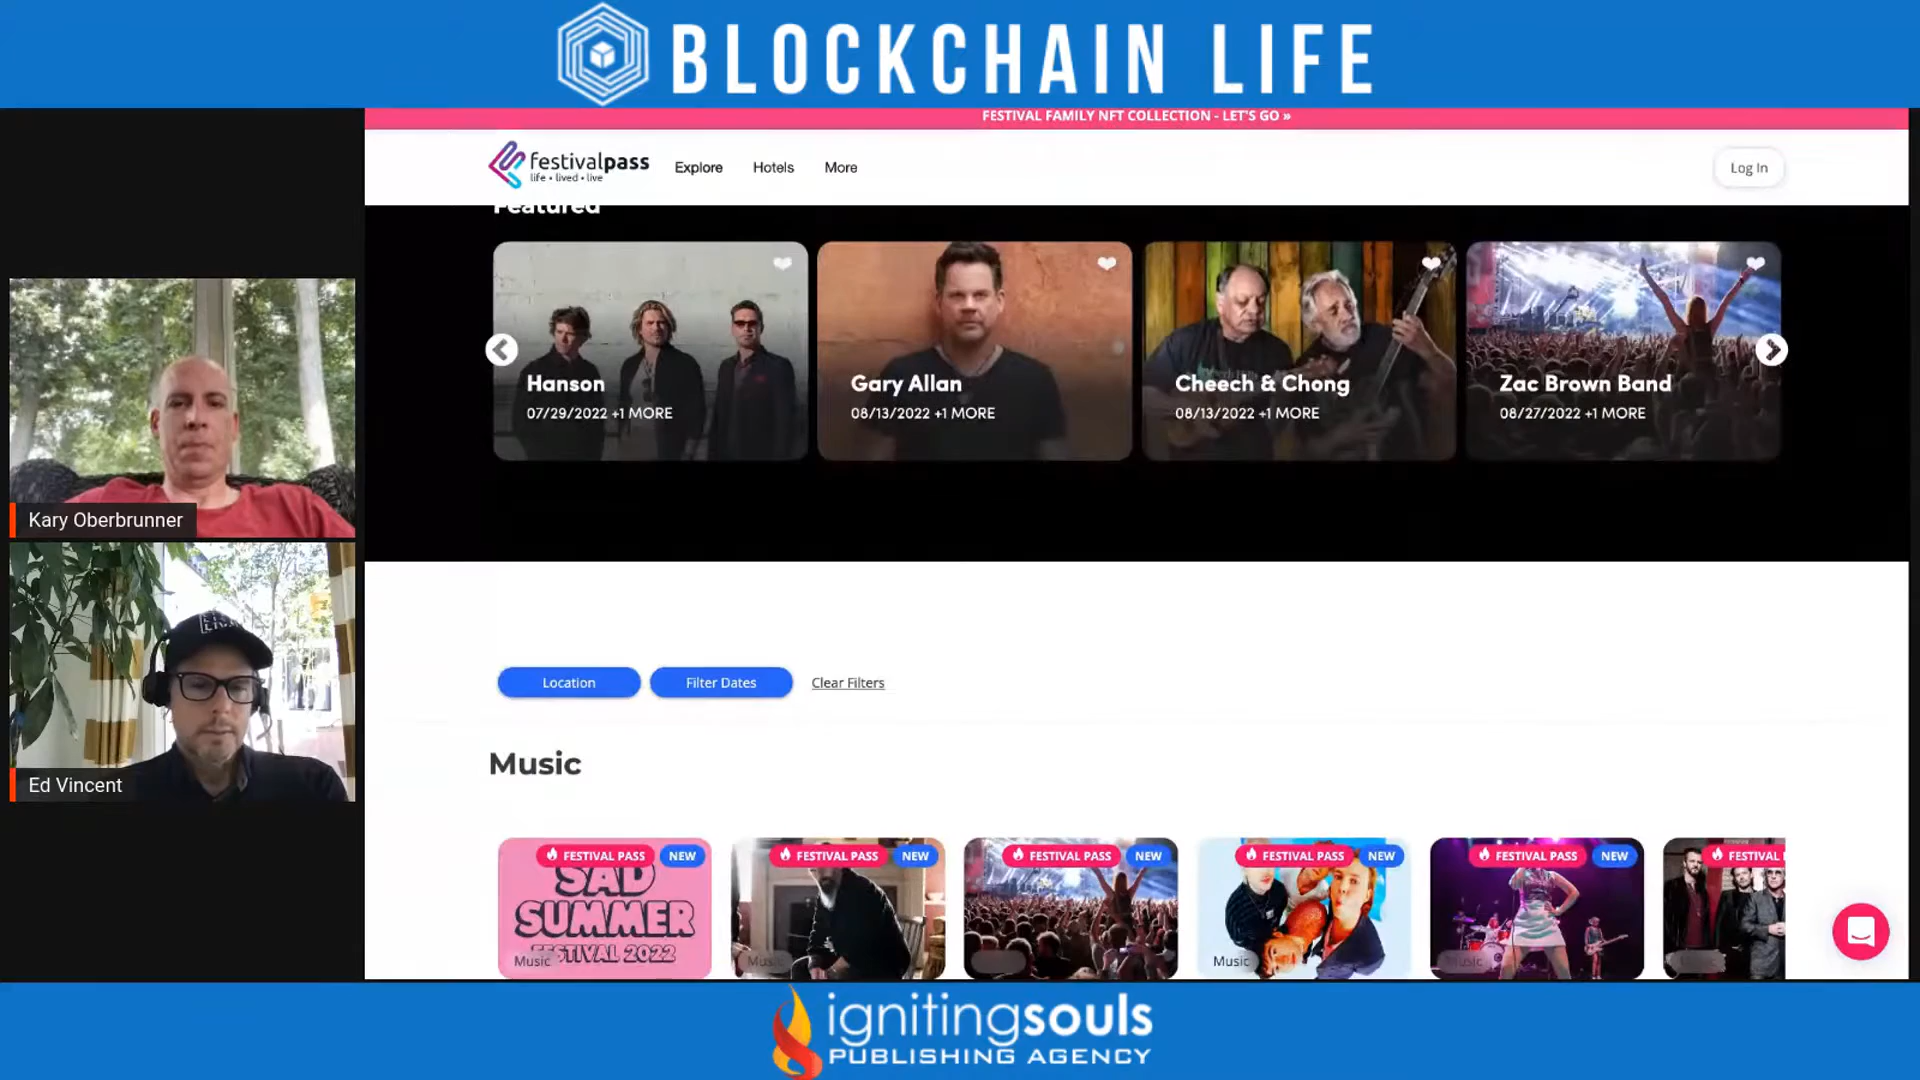 BLOCKCHAIN LIFE
FESTIVAL FAMILY NFT COLLECTION - LET'S GO »
festivalpass
life • lived • live
Explore
Hotels
More
Log In
Featured
Hanson
07/29/2022 +1 MORE
Gary Allan
08/13/2022 +1 MORE
Cheech & Chong
08/13/2022 +1 MORE
Zac Brown Band
08/27/2022 +1 MORE
Kary Oberbrunner
Ed Vincent
Location
Filter Dates
Clear Filters
Music
FESTIVAL PASS
NEW
SAD
SUMMER
FESTIVAL 2022
Music
FESTIVAL PASS
NEW
Music
FESTIVAL PASS
NEW
FESTIVAL PASS
NEW
Music
FESTIVAL PASS
NEW
Music
FESTIVAL
Music
ignitingsouls
PUBLISHING AGENCY